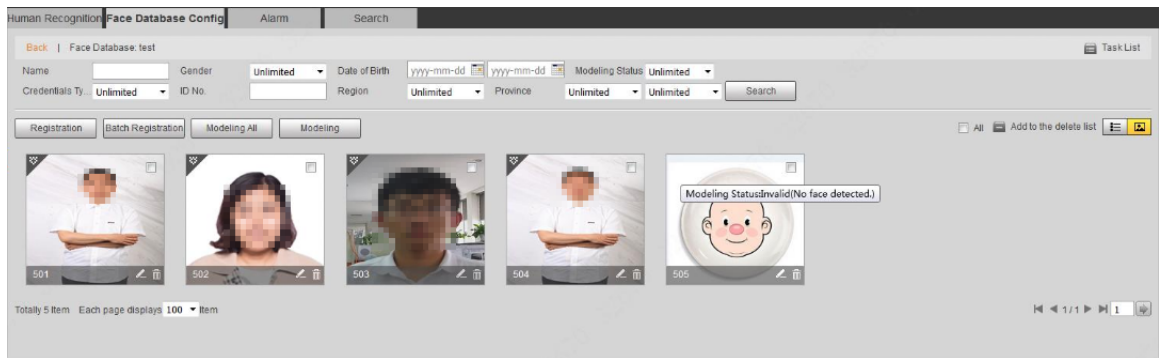 Human Recognition Face Database Config Alarm Search
Back | Face Database: test Task List
Name Gender Unlimited Date of Birth yyyy-mm-dd yyyy-mm-dd Modeling Status Unlimited
Credentials Ty... Unlimited ID No. Region Unlimited Province Unlimited Unlimited Search
Registration Batch Registration Modeling All Modeling All Add to the delete list
Modeling Status:Invalid(No face detected.)
501 502 503 504 505
Totally 5 Item Each page displays 100 Item 1/1 1